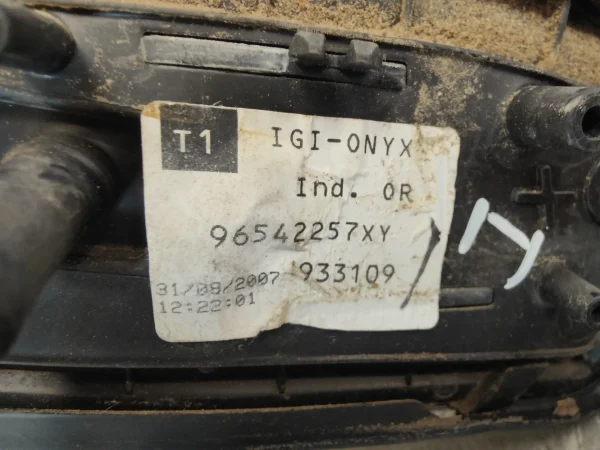 T1 IGI-ONYX
Ind. 0R
96542257XY
933109
31/08/2007
12:22:01